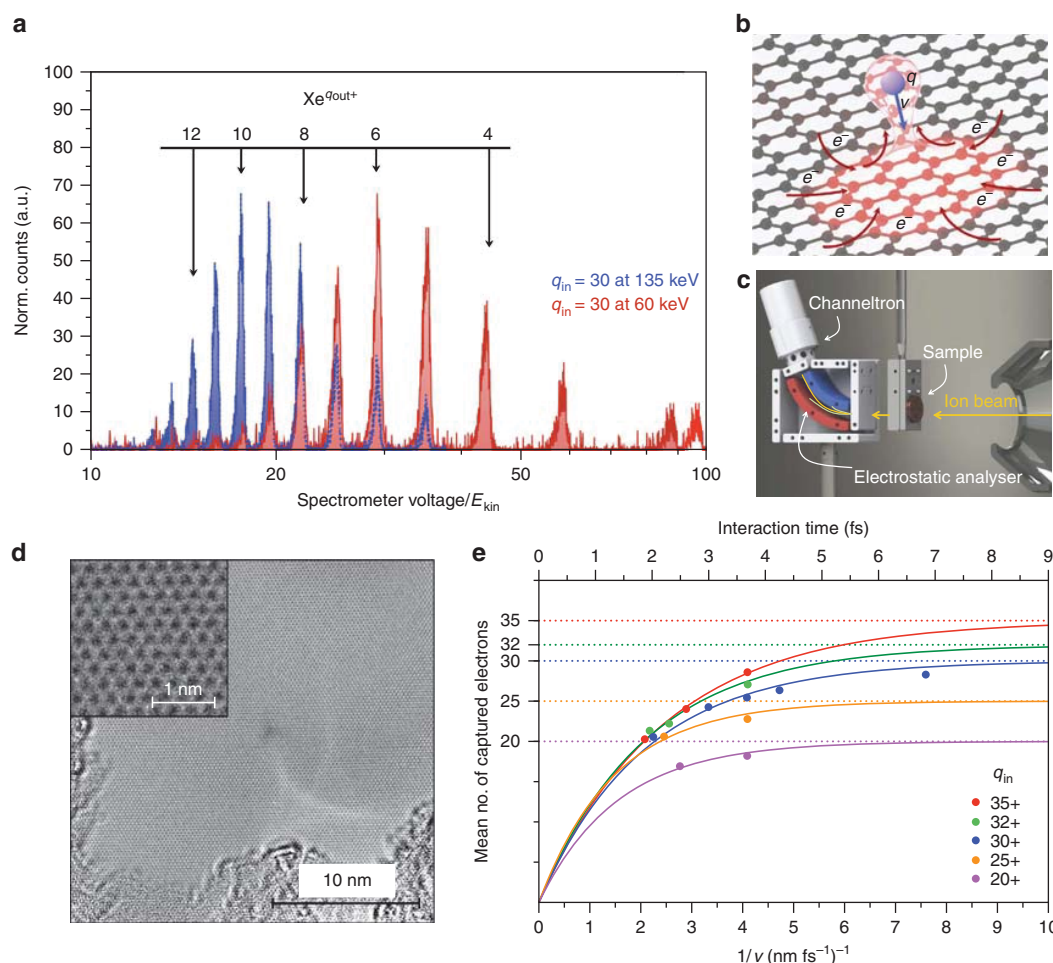 a
Xe^qout+
12 10 8 6 4
100
90
80
70
60
50
40
30
20
10
0
Norm. counts (a.u.)
q_in = 30 at 135 keV
q_in = 30 at 60 keV
10 20 50 100
Spectrometer voltage/E_kin
b
q
v
e−
e−
e−
e−
e−
e−
e−
e−
c
Channeltron
Sample
Ion beam
Electrostatic analyser
d
1 nm
10 nm
e
Interaction time (fs)
0 1 2 3 4 5 6 7 8 9
35
32
30
25
20
Mean no. of captured electrons
q_in
35+
32+
30+
25+
20+
0 1 2 3 4 5 6 7 8 9 10
1/v (nm fs⁻¹)⁻¹